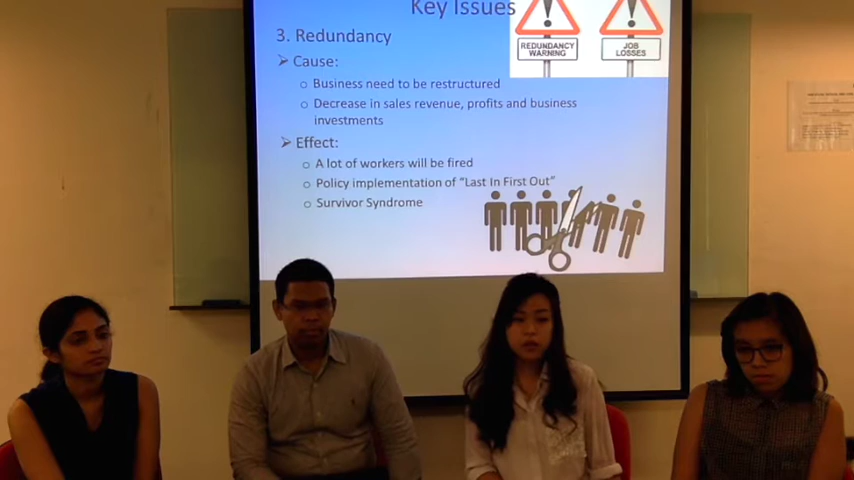 Key Issues
3. Redundancy
REDUNDANCY
WARNING
JOB
LOSSES
➢ Cause:
○ Business need to be restructured
○ Decrease in sales revenue, profits and business
investments
➢ Effect:
○ A lot of workers will be fired
○ Policy implementation of “Last In First Out”
○ Survivor Syndrome